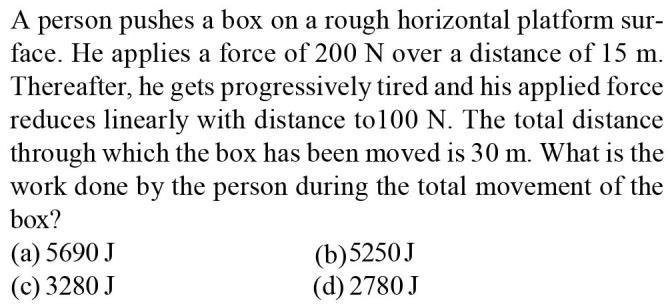 A person pushes a box on a rough horizontal platform sur-
face. He applies a force of 200 N over a distance of 15 m.
Thereafter, he gets progressively tired and his applied force
reduces linearly with distance to100 N. The total distance
through which the box has been moved is 30 m. What is the
work done by the person during the total movement of the
box?
(a) 5690 J (b)5250 J
(c) 3280 J (d) 2780 J